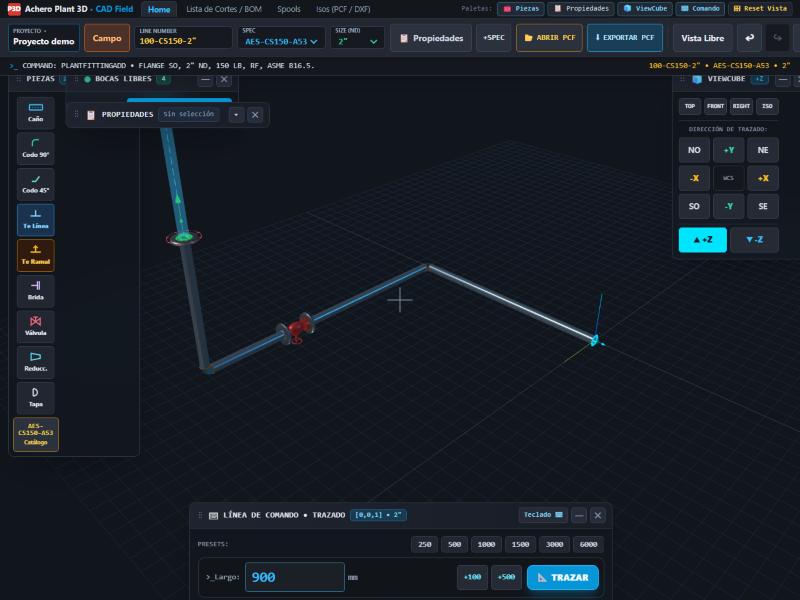 P3D Achero Plant 3D - CAD Field Home Lista de Cortes / BOM Spools Isos (PCF / DXF) Paletas: Piezas Propiedades ViewCube Comando Reset Vista
PROYECTO • LINE NUMBER SPEC SIZE (ND)
Proyecto demo Campo 100-CS150-2" AES-CS150-A53 2" Propiedades +SPEC ABRIR PCF EXPORTAR PCF Vista Libre
>_ COMMAND: PLANTFITTINGADD • FLANGE SO, 2" ND, 150 LB, RF, ASME B16.5. 100-CS150-2" • AES-CS150-A53 • 2"
PIEZAS BOCAS LIBRES 4 VIEWCUBE +Z
PROPIEDADES Sin selección
Caño
Codo 90°
Codo 45°
Te Línea
Te Ramal
Brida
Válvula
Reducc.
Tapa
AES-
CS150-A53
Catálogo
TOP FRONT RIGHT ISO
DIRECCIÓN DE TRAZADO:
NO +Y NE
-X WCS +X
SO -Y SE
▲ +Z ▼ -Z
LÍNEA DE COMANDO • TRAZADO [0,0,1] • 2" Teclado
PRESETS: 250 500 1000 1500 3000 6000
>_Largo: 900 mm +100 +500 TRAZAR